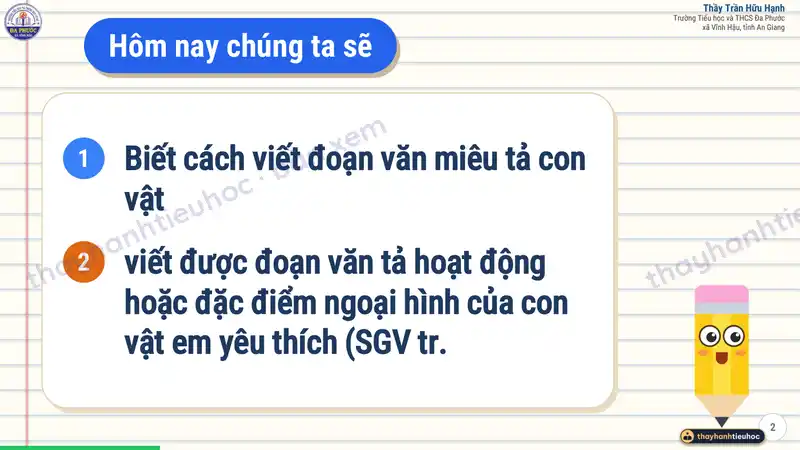 Thầy Trần Hữu Hạnh
Trường Tiểu học và THCS Đa Phước
xã Vĩnh Hậu, tỉnh An Giang
ĐA PHƯỚC
Hôm nay chúng ta sẽ
1 Biết cách viết đoạn văn miêu tả con
vật
2 viết được đoạn văn tả hoạt động
hoặc đặc điểm ngoại hình của con
vật em yêu thích (SGV tr.
thayhanhtieuhoc
2